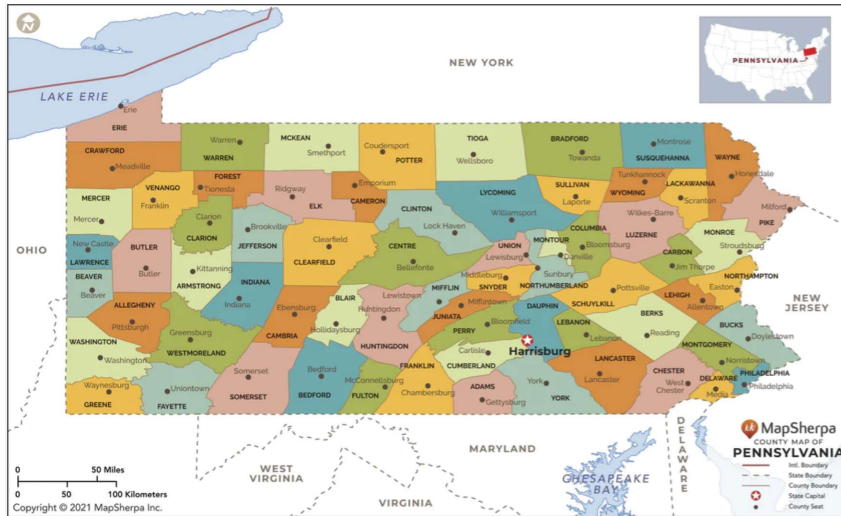 N
LAKE ERIE
NEW YORK
PENNSYLVANIA
Erie
ERIE
CRAWFORD
Meadville
Warren
WARREN
MCKEAN
Smethport
Coudersport
POTTER
TIOGA
Wellsboro
BRADFORD
Towanda
Montrose
SUSQUEHANNA
WAYNE
Honesdale
FOREST
Tionesta
VENANGO
Franklin
MERCER
Mercer
Ridgway
ELK
Emporium
CAMERON
CLINTON
Lock Haven
LYCOMING
Williamsport
SULLIVAN
Laporte
Tunkhannock
WYOMING
LACKAWANNA
Scranton
Milford
PIKE
OHIO
New Castle
LAWRENCE
BUTLER
Butler
Clarion
CLARION
Brookville
JEFFERSON
Clearfield
CLEARFIELD
CENTRE
Bellefonte
UNION
Lewisburg
MONTOUR
Danville
COLUMBIA
Bloomsburg
Wilkes-Barre
LUZERNE
MONROE
Stroudsburg
BEAVER
Beaver
Kittanning
ARMSTRONG
INDIANA
Indiana
Middleburg
SNYDER
Sunbury
NORTHUMBERLAND
CARBON
Jim Thorpe
NORTHAMPTON
Easton
ALLEGHENY
Pittsburgh
Ebensburg
CAMBRIA
BLAIR
Hollidaysburg
Lewistown
Huntingdon
HUNTINGDON
MIFFLIN
Mifflintown
JUNIATA
PERRY
Bloomfield
DAUPHIN
Pottsville
SCHUYLKILL
LEHIGH
Allentown
NEW
JERSEY
WASHINGTON
Washington
Greensburg
WESTMORELAND
Carlisle
CUMBERLAND
Harrisburg
LEBANON
Lebanon
BERKS
Reading
BUCKS
Doylestown
MONTGOMERY
Norristown
Waynesburg
GREENE
Uniontown
FAYETTE
Somerset
SOMERSET
Bedford
BEDFORD
McConnellsburg
FULTON
FRANKLIN
Chambersburg
ADAMS
Gettysburg
York
YORK
LANCASTER
Lancaster
CHESTER
West
Chester
DELAWARE
Media
PHILADELPHIA
Philadelphia
WEST
VIRGINIA
VIRGINIA
MARYLAND
DELAWARE
CHESAPEAKE
BAY
0 50 Miles
0 50 100 Kilometers
Copyright © 2021 MapSherpa Inc.
MapSherpa
COUNTY MAP OF
PENNSYLVANIA
Intl. Boundary
State Boundary
County Boundary
State Capital
County Seat